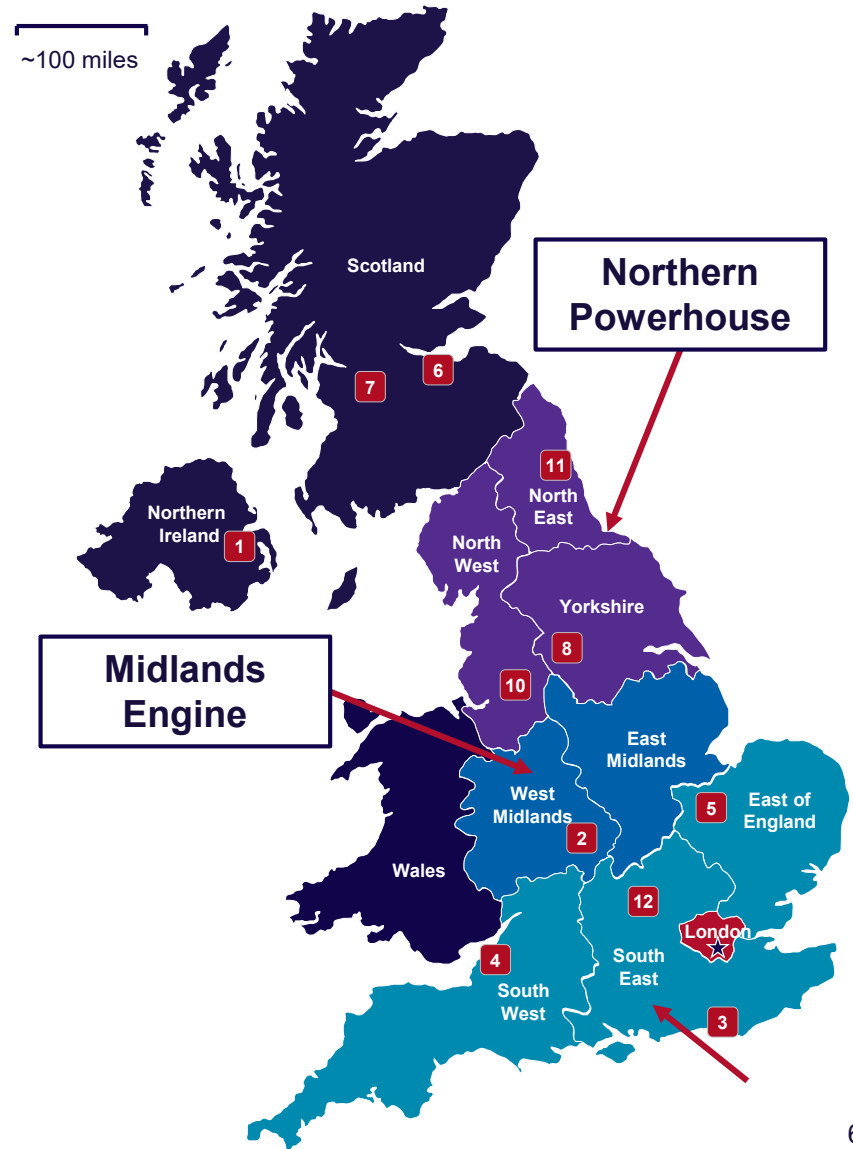 ~100 miles
Scotland
Northern
Powerhouse
6
7
11
North
East
Northern
Ireland
1
North
West
Yorkshire
8
Midlands
Engine
10
East
Midlands
West
Midlands
2
5
East of
England
Wales
12
London
4
South
East
South
West
3
6